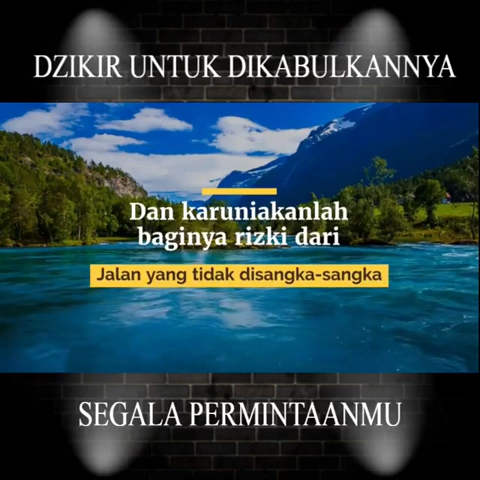 DZIKIR UNTUK DIKABULKANNYA
Dan karuniakanlah
baginya rizki dari
Jalan yang tidak disangka-sangka
SEGALA PERMINTAANMU